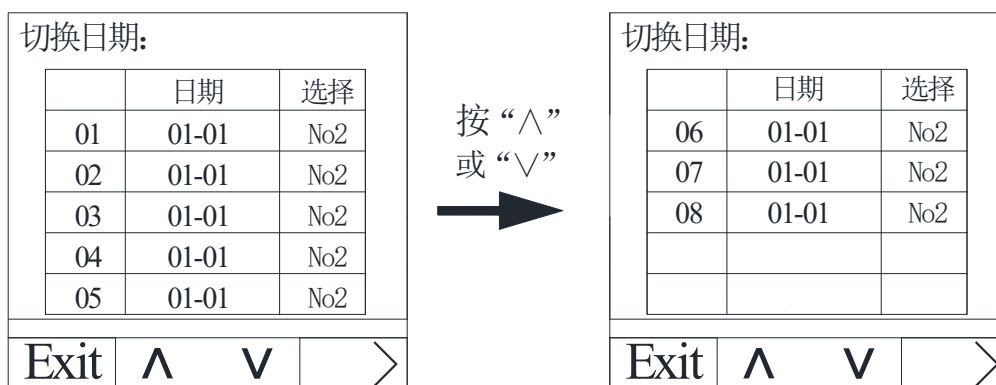 切换日期:
日期 选择
01 01-01 No2
02 01-01 No2
03 01-01 No2
04 01-01 No2
05 01-01 No2
Exit ∧ ∨ >
按“∧”
或“∨”
切换日期:
日期 选择
06 01-01 No2
07 01-01 No2
08 01-01 No2
Exit ∧ ∨ >